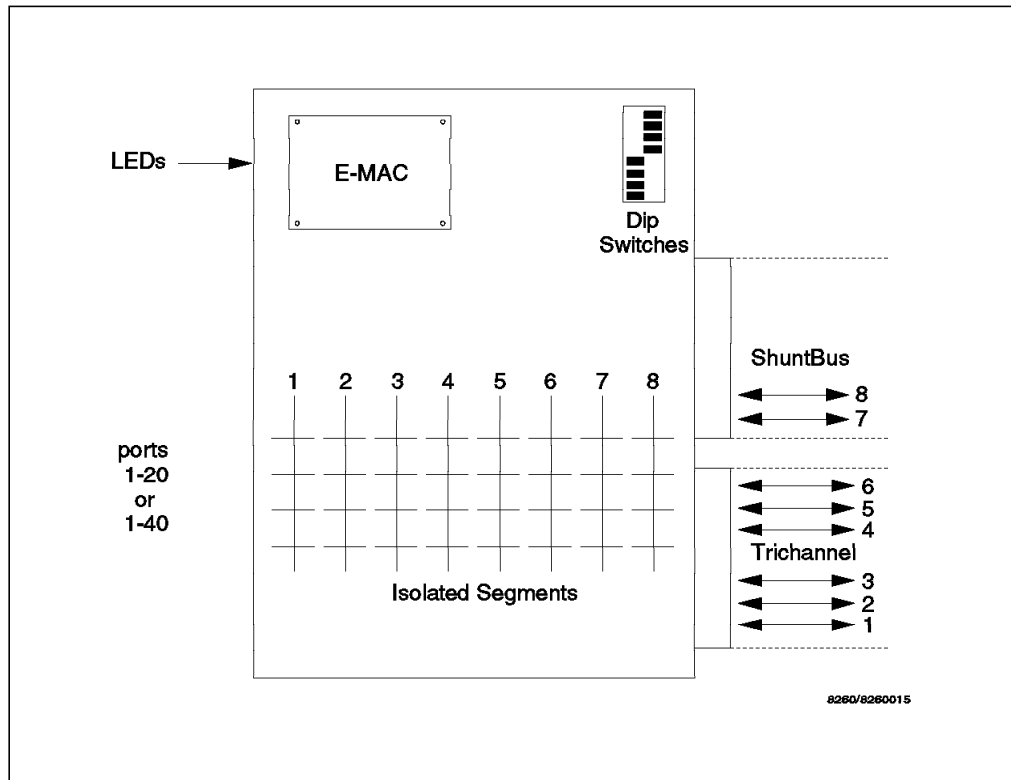 LEDs
E-MAC
Dip
Switches
ShuntBus
8
7
1 2 3 4 5 6 7 8
ports
1-20
or
1-40
6
5
4
Trichannel
3
2
1
Isolated Segments
8260/8260015